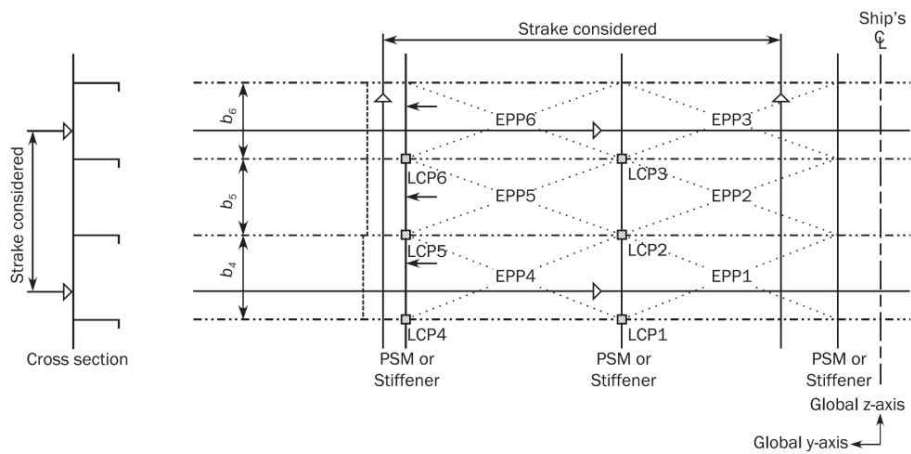 Ship's
Strake considered
℄
b₆
EPP6
EPP3
Strake considered
LCP6
LCP3
b₅
EPP5
EPP2
LCP5
LCP2
b₄
EPP4
EPP1
LCP4
LCP1
Cross section
PSM or
Stiffener
PSM or
Stiffener
PSM or
Stiffener
Global z-axis
Global y-axis